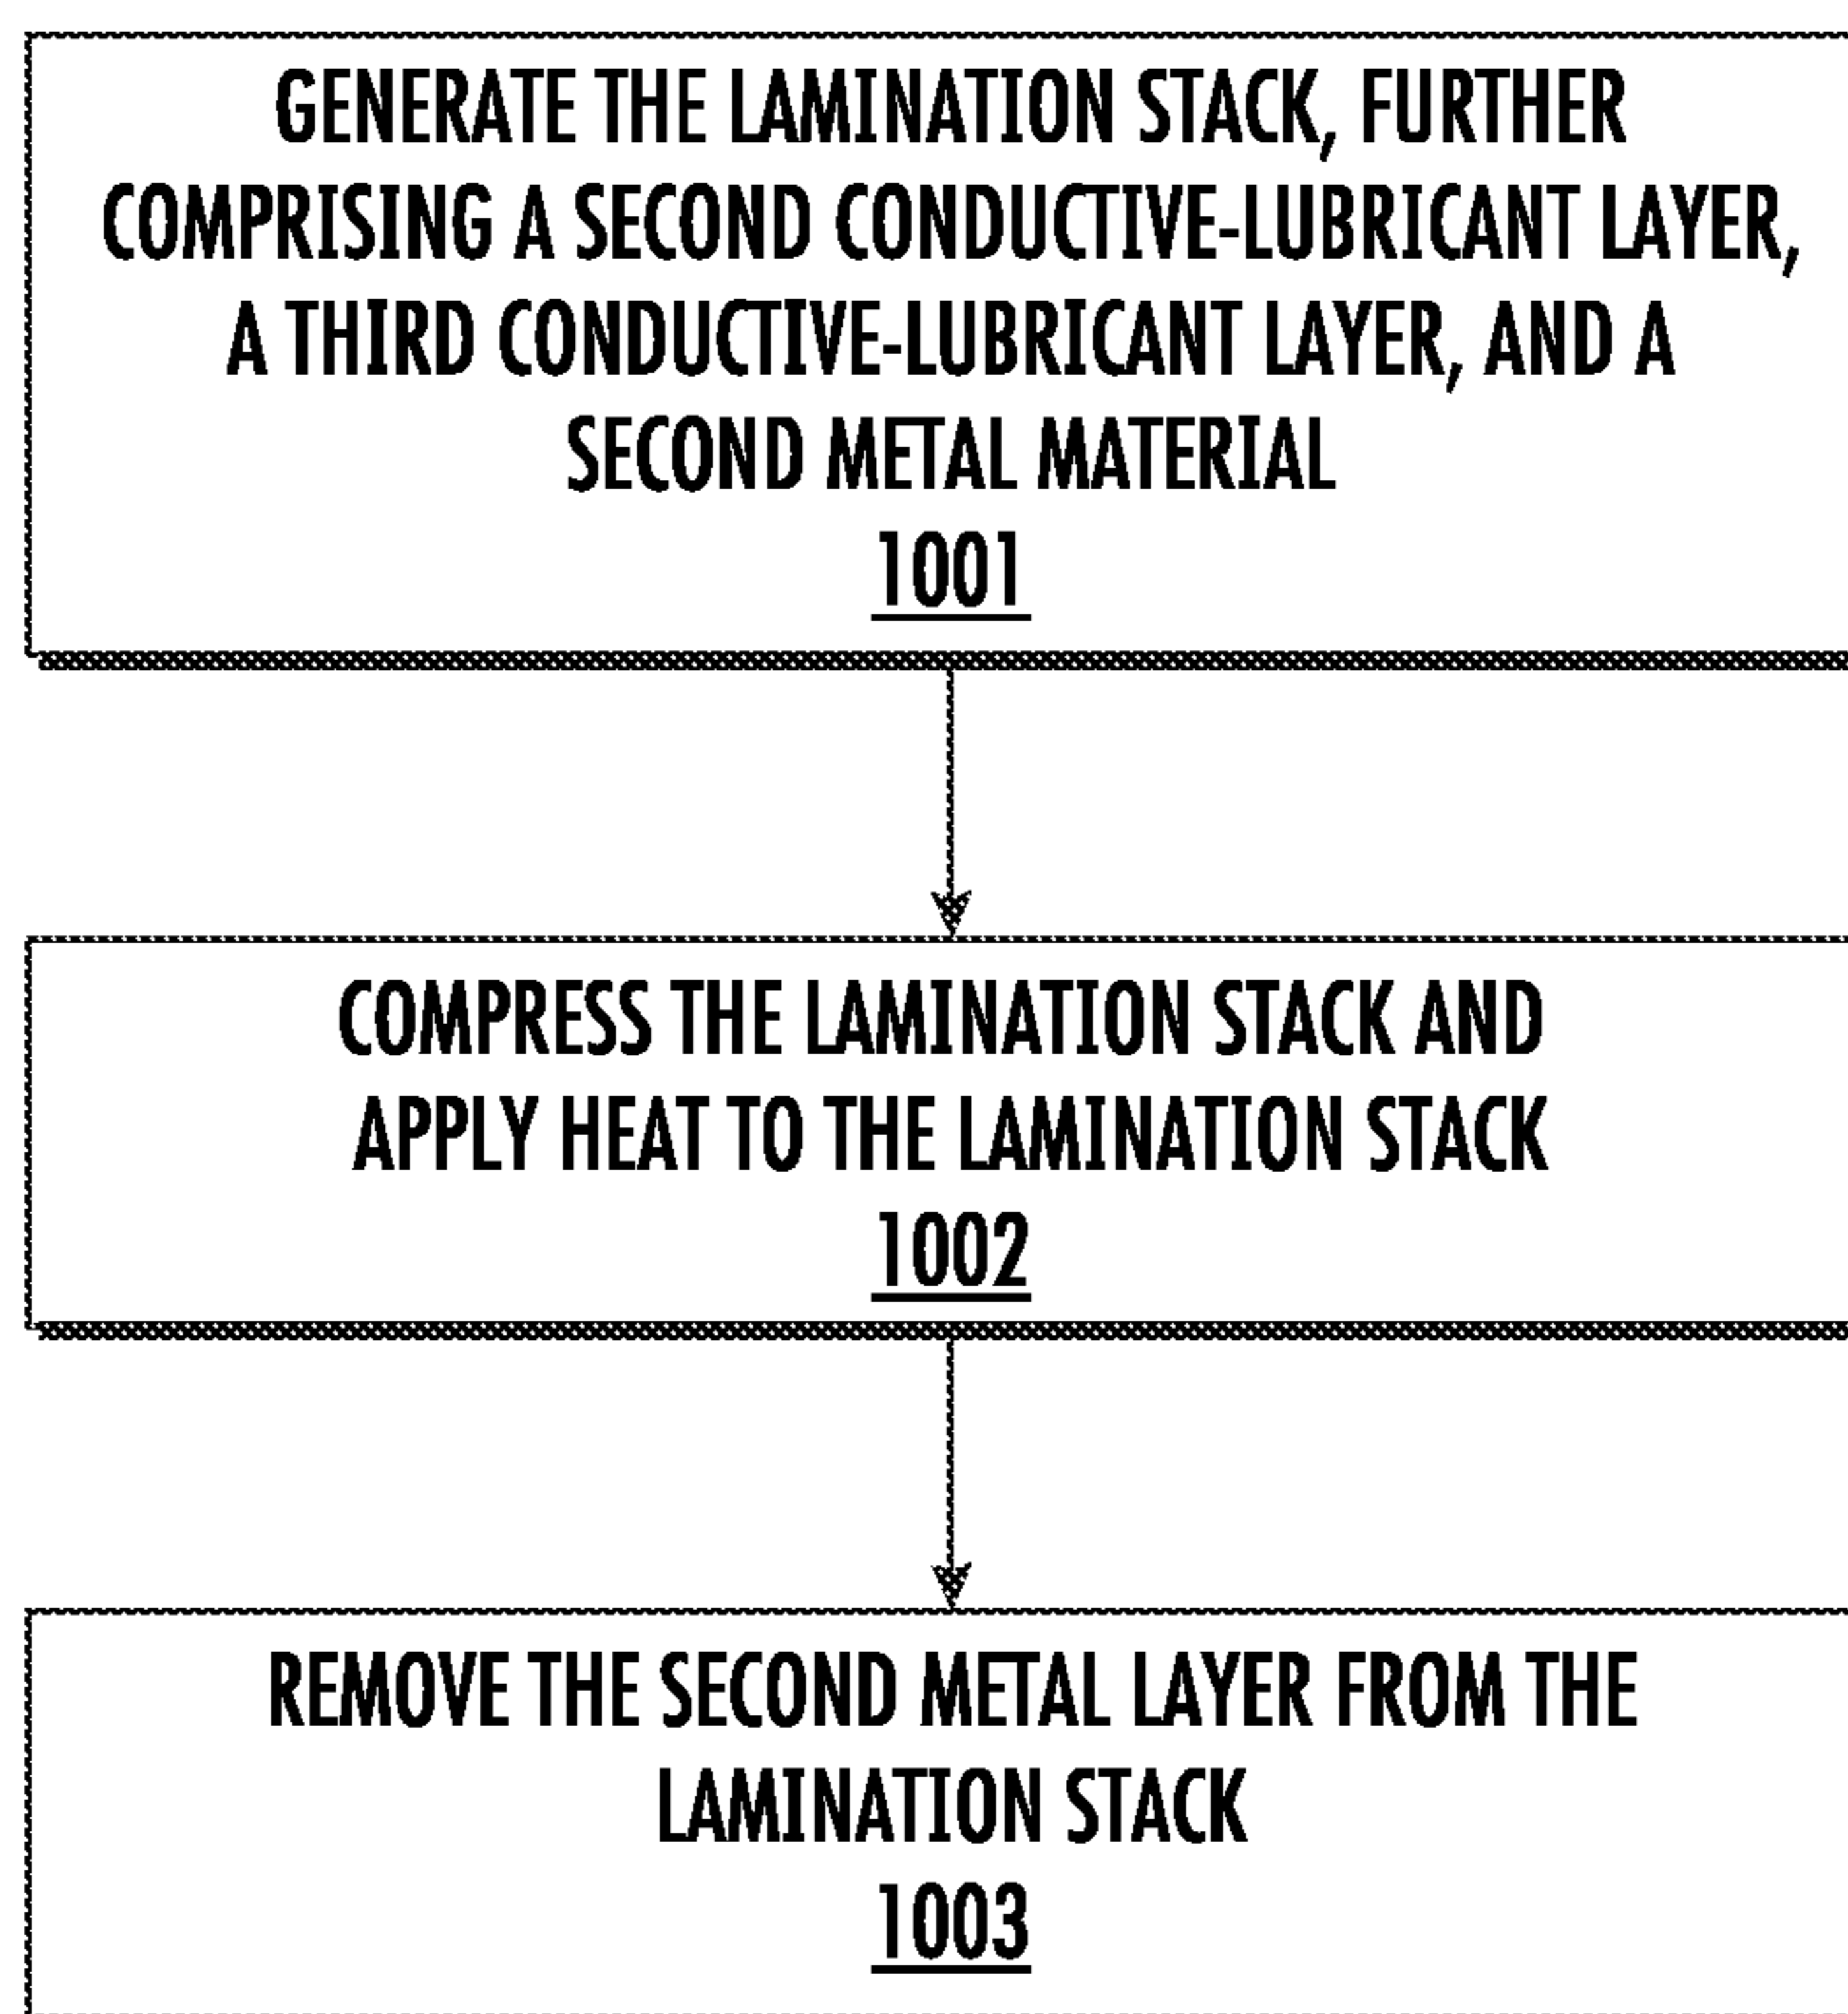 GENERATE THE LAMINATION STACK, FURTHER
COMPRISING A SECOND CONDUCTIVE-LUBRICANT LAYER,
A THIRD CONDUCTIVE-LUBRICANT LAYER, AND A
SECOND METAL MATERIAL
1001
COMPRESS THE LAMINATION STACK AND
APPLY HEAT TO THE LAMINATION STACK
1002
REMOVE THE SECOND METAL LAYER FROM THE
LAMINATION STACK
1003